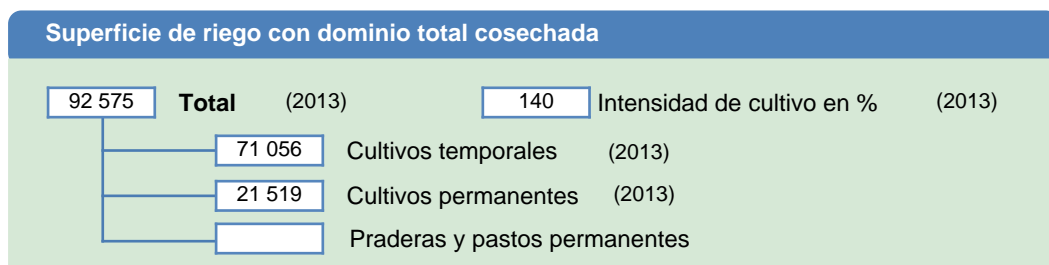 Superficie de riego con dominio total cosechada
92 575 Total (2013) 140 Intensidad de cultivo en % (2013)
71 056 Cultivos temporales (2013)
21 519 Cultivos permanentes (2013)
Praderas y pastos permanentes